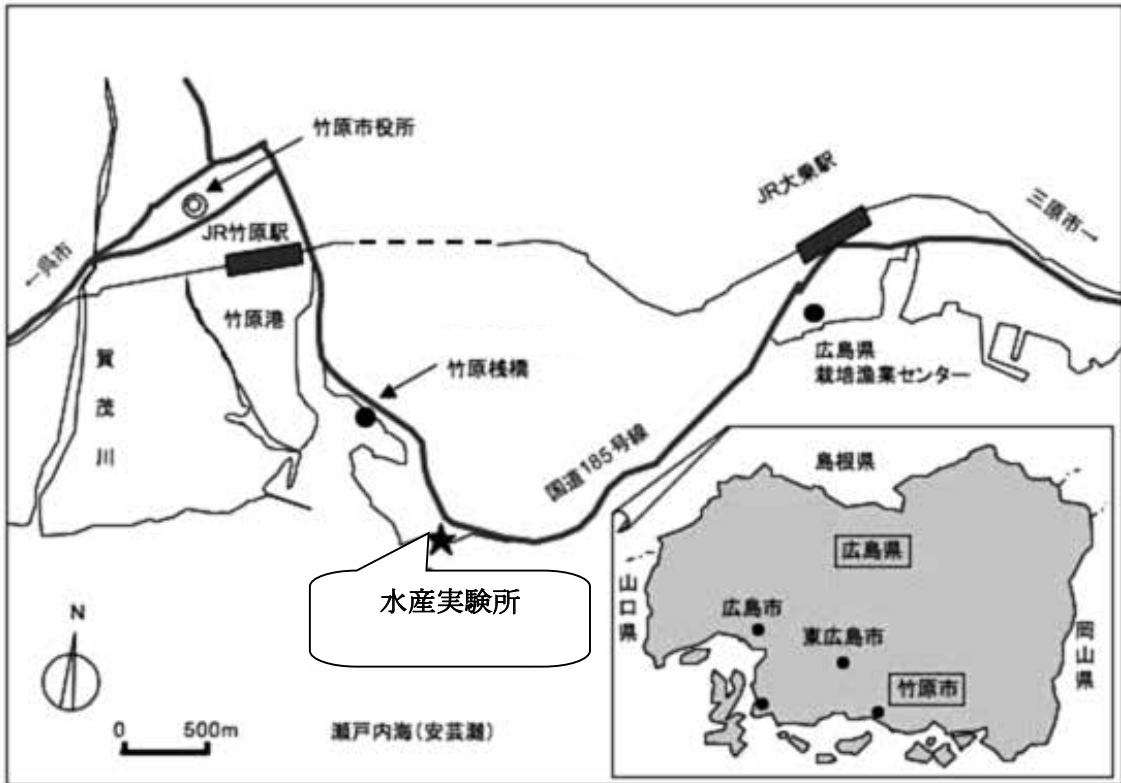 竹原市役所
JR大乗駅
三原市→
JR竹原駅
←呉市
竹原港
広島県
栽培漁業センター
賀茂川
竹原桟橋
国道185号線
水産実験所
N
0 500m
瀬戸内海(安芸灘)
島根県
広島県
山口県
広島市
東広島市
岡山県
竹原市